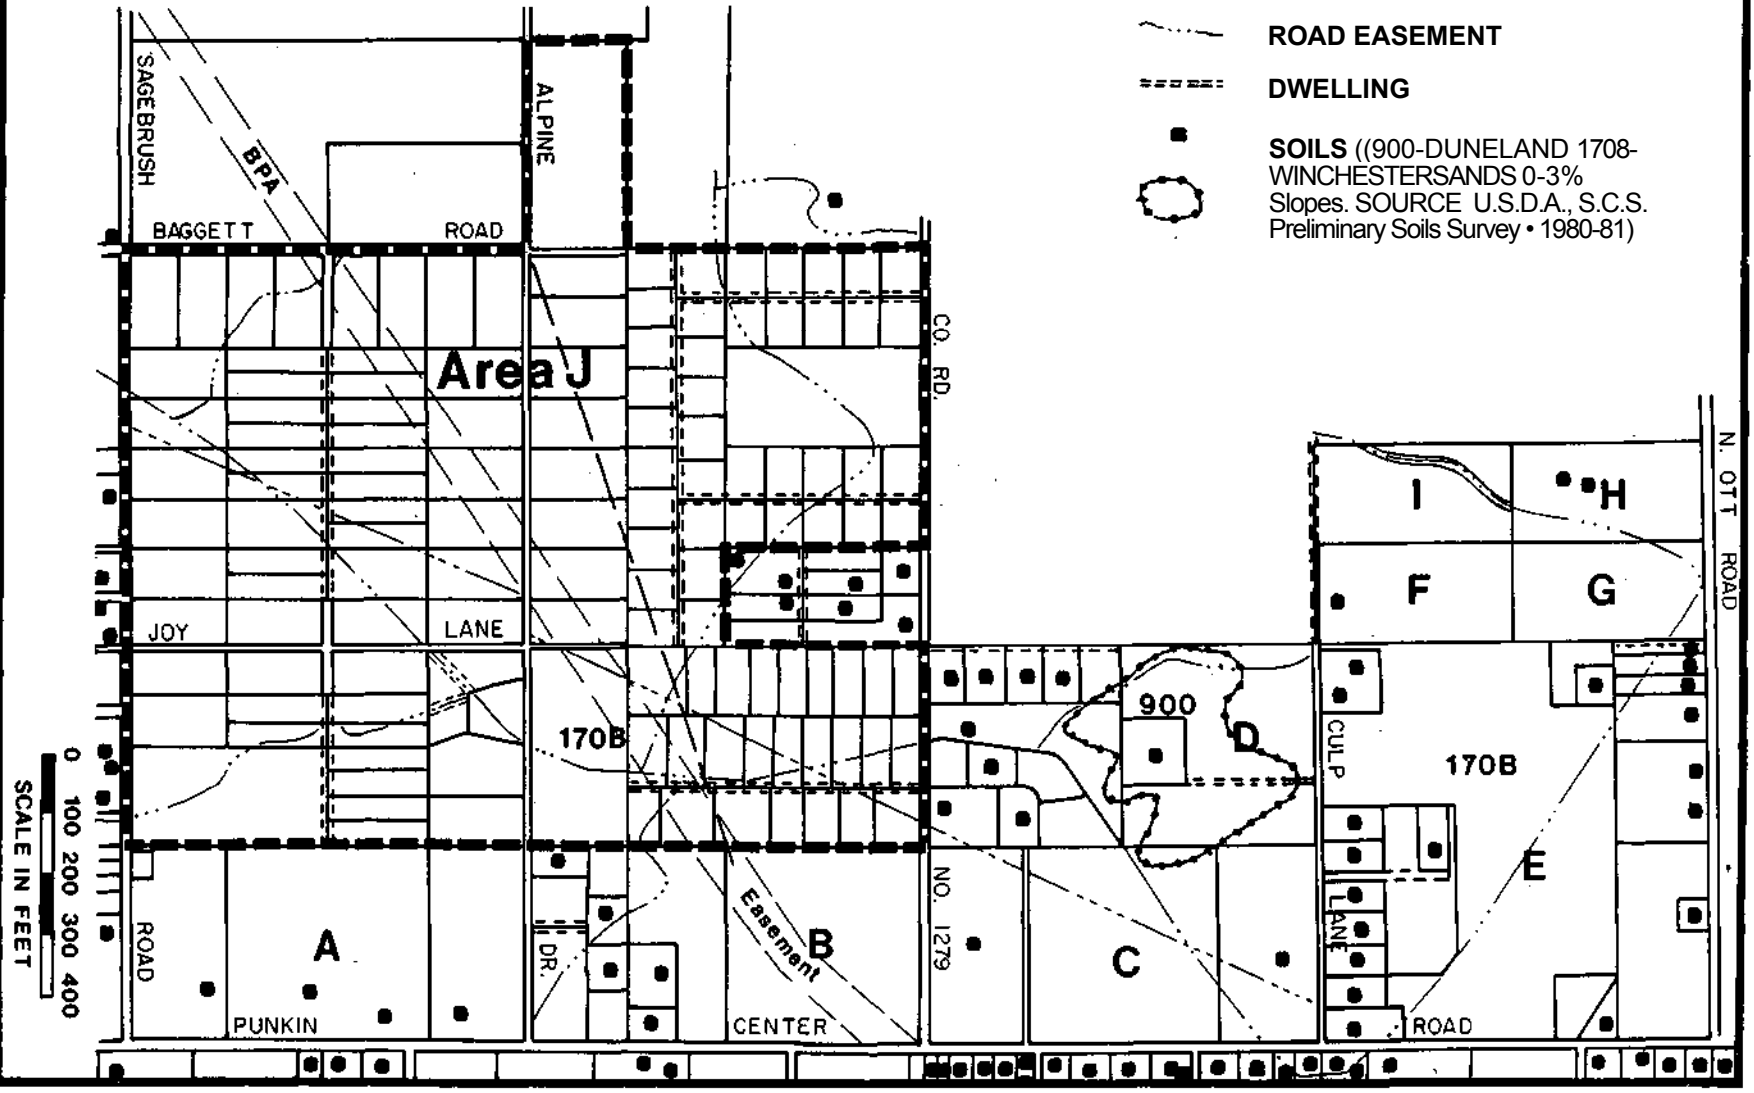 ROAD EASEMENT
DWELLING
SOILS ((900-DUNELAND 1708-
WINCHESTERSANDS 0-3%
Slopes. SOURCE U.S.D.A., S.C.S.
Preliminary Soils Survey • 1980-81)
SAGEBRUSH
ALPINE
BPA
BAGGETT
ROAD
CO. RD.
Area J
N. OTT ROAD
I
H
F
G
JOY
LANE
900
170B
D
CULP
170B
0 100 200 300 400
SCALE IN FEET
E
NO. 1279
LANE
ROAD
A
DR.
Easement
B
C
PUNKIN
CENTER
ROAD